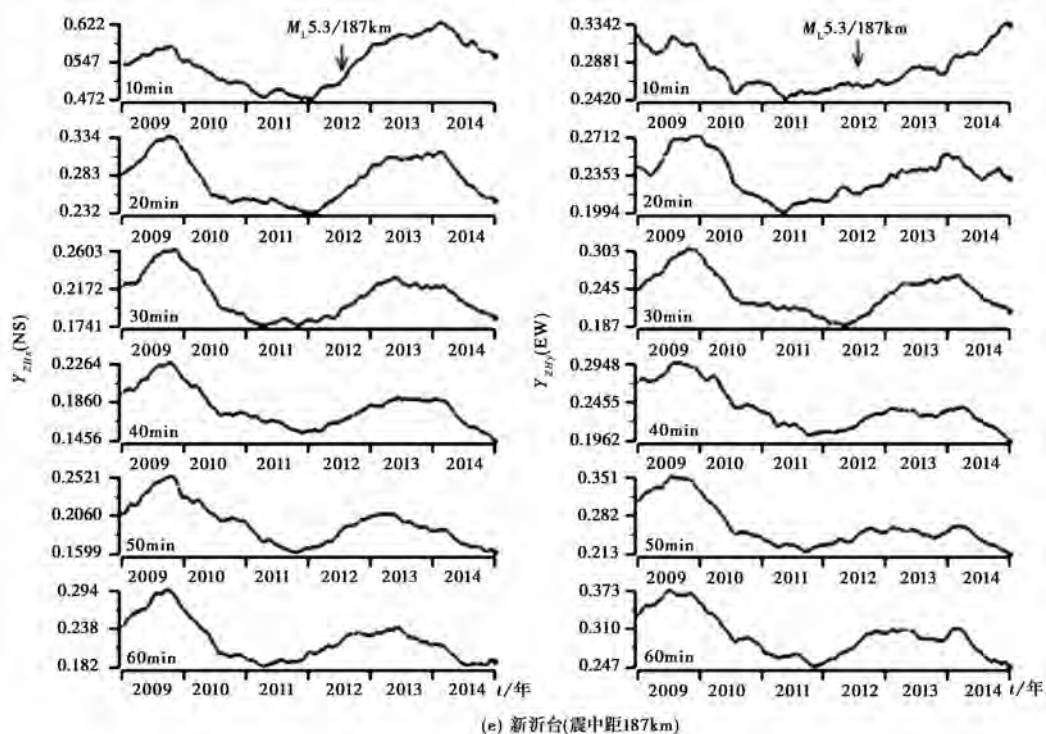 0.622
0.547
0.472
M_L5.3/187km
10min
2009 2010 2011 2012 2013 2014
0.334
0.283
0.232
20min
2009 2010 2011 2012 2013 2014
0.2603
0.2172
0.1741
30min
2009 2010 2011 2012 2013 2014
0.2264
0.1860
0.1456
40min
2009 2010 2011 2012 2013 2014
0.2521
0.2060
0.1599
50min
2009 2010 2011 2012 2013 2014
0.294
0.238
0.182
60min
2009 2010 2011 2012 2013 2014 t/年
Y_ZHx(NS)
0.3342
0.2881
0.2420
M_L5.3/187km
10min
2009 2010 2011 2012 2013 2014
0.2712
0.2353
0.1994
20min
2009 2010 2011 2012 2013 2014
0.303
0.245
0.187
30min
2009 2010 2011 2012 2013 2014
0.2948
0.2455
0.1962
40min
2009 2010 2011 2012 2013 2014
0.351
0.282
0.213
50min
2009 2010 2011 2012 2013 2014
0.373
0.310
0.247
60min
2009 2010 2011 2012 2013 2014 t/年
Y_ZHy(EW)
(e) 新沂台(震中距187km)